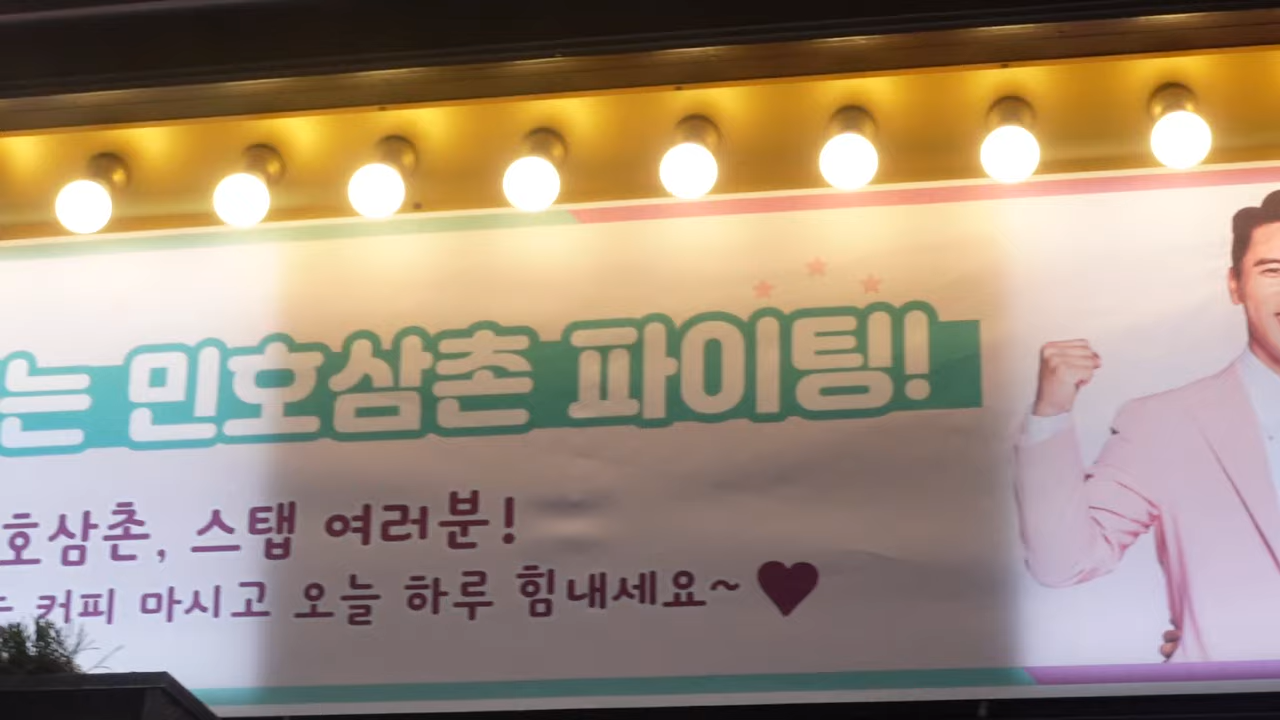 는 민호삼촌 파이팅!
호삼촌, 스탭 여러분!
커피 마시고 오늘 하루 힘내세요~♥